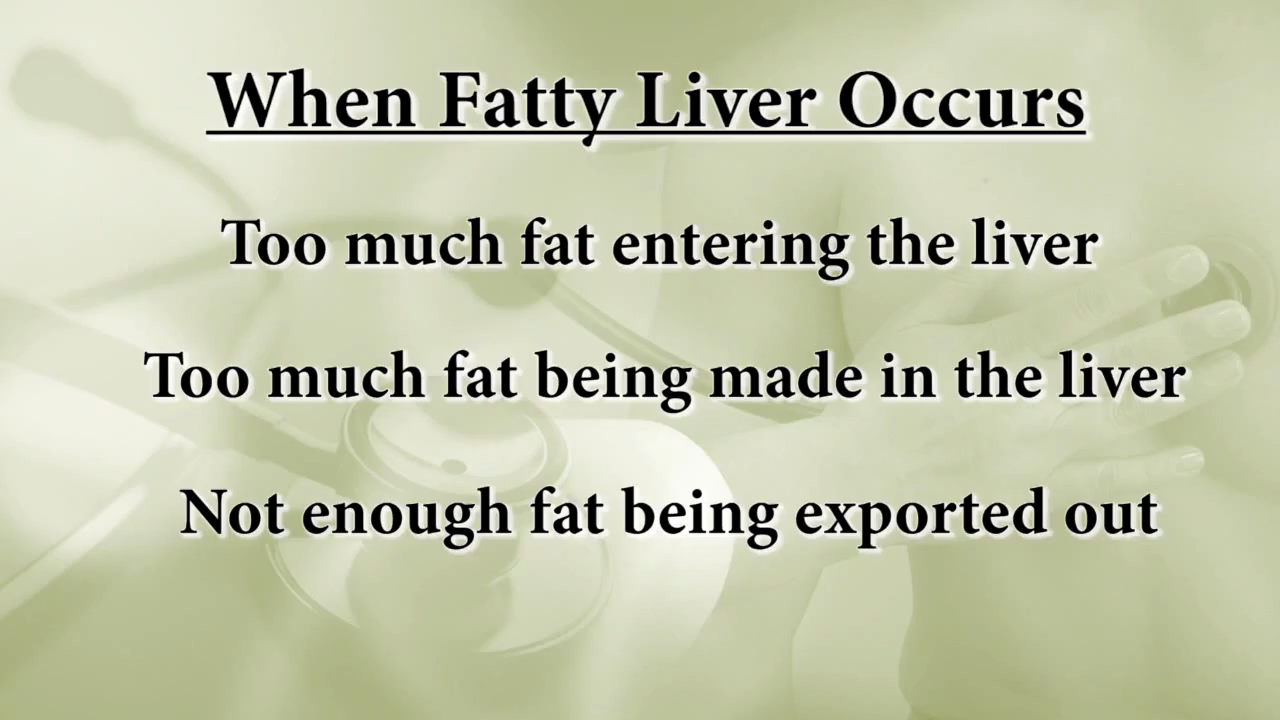 When Fatty Liver Occurs
Too much fat entering the liver
Too much fat being made in the liver
Not enough fat being exported out